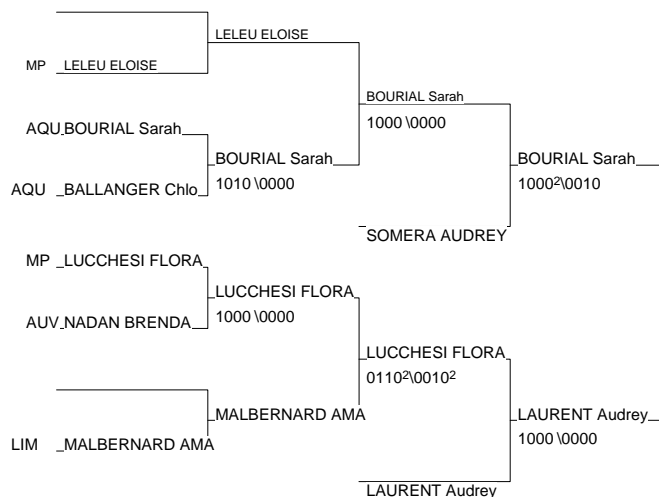 LELEU ELOISE
MP LELEU ELOISE
BOURIAL Sarah
1000 \0000
AQU BOURIAL Sarah
BOURIAL Sarah
1010 \0000
BOURIAL Sarah
1000²\0010
AQU BALLANGER Chlo
SOMERA AUDREY
MP LUCCHESI FLORA
LUCCHESI FLORA
1000 \0000
AUV NADAN BRENDA
LUCCHESI FLORA
0110²\0010²
MALBERNARD AMA
LAURENT Audrey
1000 \0000
LIM MALBERNARD AMA
LAURENT Audrey